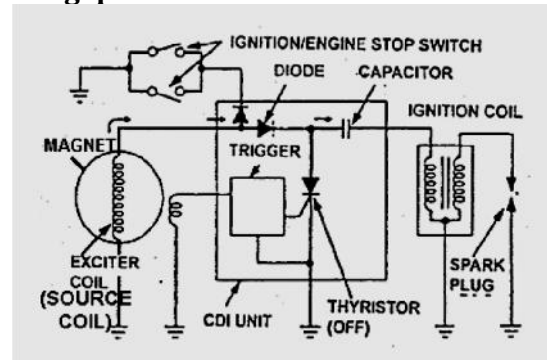 IGNITION/ENGINE STOP SWITCH
DIODE
CAPACITOR
IGNITION COIL
MAGNET
TRIGGER
EXCITER
COIL
(SOURCE
COIL)
CDI UNIT
THYRISTOR
(OFF)
SPARK
PLUG